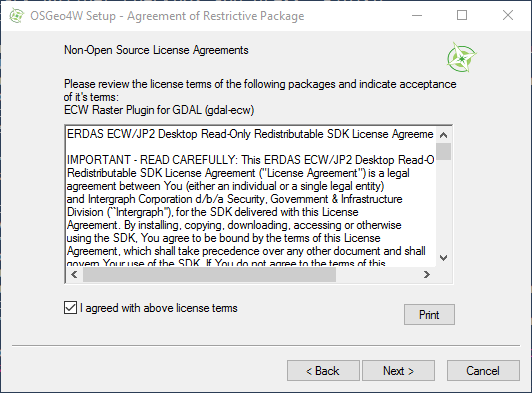 OSGeo4W Setup - Agreement of Restrictive Package
Non-Open Source License Agreements
Please review the license terms of the following packages and indicate acceptance
of it's terms:
ECW Raster Plugin for GDAL (gdal-ecw)
ERDAS ECW/JP2 Desktop Read-Only Redistributable SDK License Agreeme
IMPORTANT - READ CAREFULLY: This ERDAS ECW/JP2 Desktop Read-O
Redistributable SDK License Agreement ("License Agreement") is a legal
agreement between You (either an individual or a single legal entity)
and Intergraph Corporation d/b/a Security, Government & Infrastructure
Division (``Intergraph"), for the SDK delivered with this License
Agreement. By installing, copying, downloading, accessing or otherwise
using the SDK, You agree to be bound by the terms of this License
Agreement, which shall take precedence over any other document and shall
govern Your use of the SDK. If You do not agree to the terms of this
I agreed with above license terms
Print
< Back
Next >
Cancel